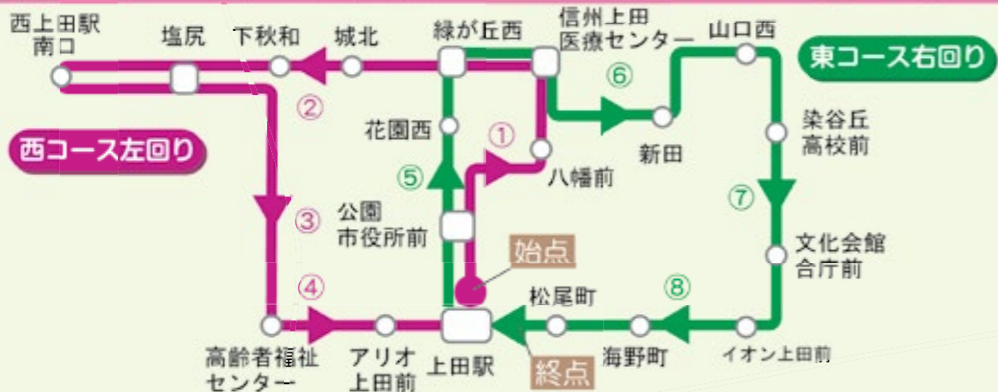 西上田駅
南口
塩尻
下秋和
城北
緑が丘西
信州上田
医療センター
山口西
東コース右回り
②
⑥
西コース左回り
花園西
①
八幡前
新田
染谷丘
高校前
⑤
③
公園
市役所前
⑦
始点
文化会館
合庁前
④
松尾町
⑧
高齢者福祉
センター
アリオ
上田前
上田駅
終点
海野町
イオン上田前